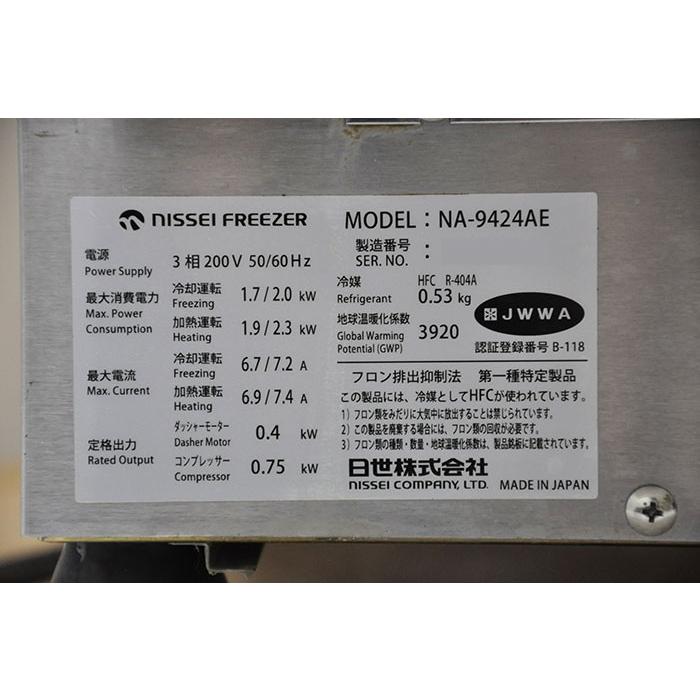 NISSEI FREEZER
電源 Power Supply 3相200V 50/60Hz
最大消費電力 Max. Power Consumption
冷却運転 Freezing 1.7 / 2.0 kW
加熱運転 Heating 1.9 / 2.3 kW
最大電流 Max. Current
冷却運転 Freezing 6.7 / 7.2 A
加熱運転 Heating 6.9 / 7.4 A
定格出力 Rated Output
ダッシャーモーター Dasher Motor 0.4 kW
コンプレッサー Compressor 0.75 kW
MODEL : NA-9424AE
製造番号 :
SER. NO. :
冷媒 HFC R-404A
Refrigerant 0.53 kg
地球温暖化係数
Global Warming 3920
Potential (GWP)
JWWA
認証登録番号 B-118
フロン排出抑制法 第一種特定製品
この製品には、冷媒としてHFCが使われています。
1) フロン類をみだりに大気中に放出することは禁じられています。
2) この製品を廃棄する場合には、フロン類の回収が必要です。
3) フロン類の種類・数量・地球温暖化係数は、製品銘板に記載されています。
日世株式会社
NISSEI COMPANY, LTD. MADE IN JAPAN